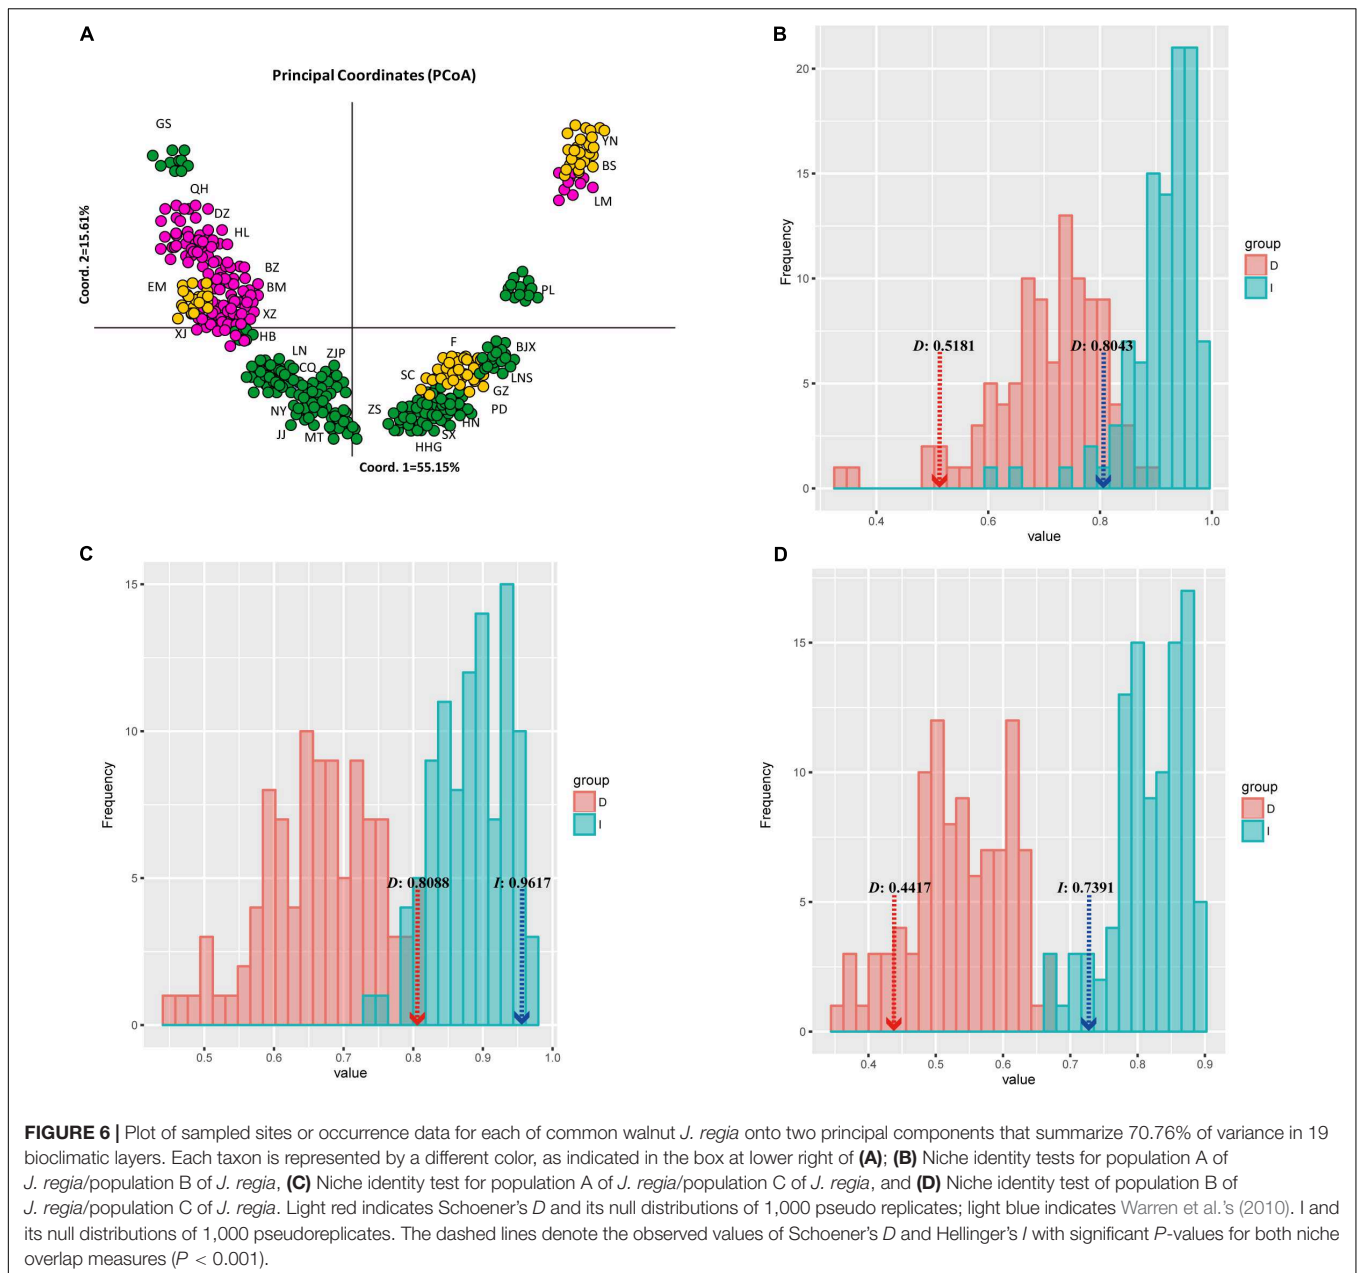 A
Principal Coordinates (PCoA)
GS
QH
DZ
HL
BZ
EM
BM
XZ
XJ
HB
LN
ZJP
CQ
NY
JJ
MT
YN
BS
LM
PL
F
BJX
SC
LNS
GZ
ZS
PD
HN
SX
HHG
Coord. 2=15.61%
Coord. 1=55.15%
B
20
15
10
5
0
Frequency
D: 0.5181
D: 0.8043
0.4
0.6
0.8
1.0
value
group
D
I
C
15
10
5
0
Frequency
D: 0.8088
I: 0.9617
0.5
0.6
0.7
0.8
0.9
1.0
value
group
D
I
D
15
10
5
0
Frequency
D: 0.4417
I: 0.7391
0.4
0.5
0.6
0.7
0.8
0.9
value
group
D
I
FIGURE 6 | Plot of sampled sites or occurrence data for each of common walnut J. regia onto two principal components that summarize 70.76% of variance in 19
bioclimatic layers. Each taxon is represented by a different color, as indicated in the box at lower right of (A); (B) Niche identity tests for population A of
J. regia/population B of J. regia, (C) Niche identity test for population A of J. regia/population C of J. regia, and (D) Niche identity test of population B of
J. regia/population C of J. regia. Light red indicates Schoener's D and its null distributions of 1,000 pseudo replicates; light blue indicates Warren et al.'s (2010). I and
its null distributions of 1,000 pseudoreplicates. The dashed lines denote the observed values of Schoener's D and Hellinger's I with significant P-values for both niche
overlap measures (P < 0.001).